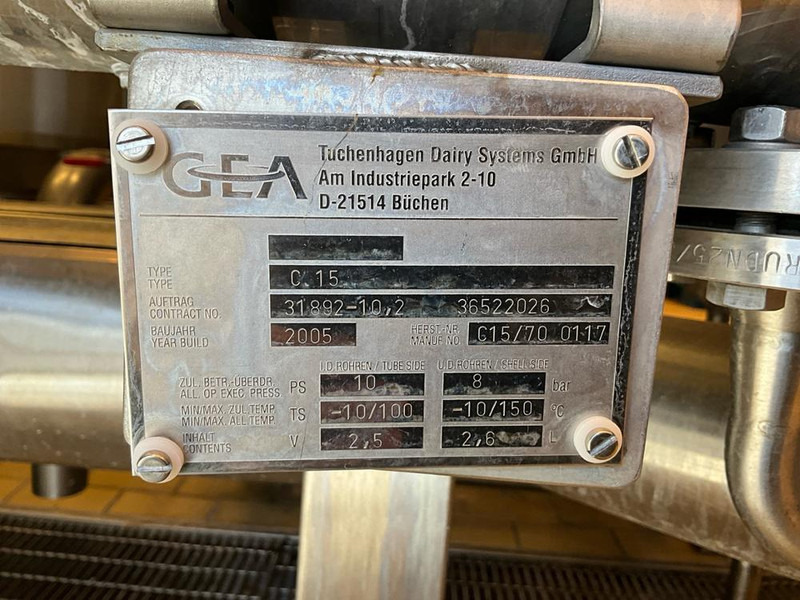 GEA
Tuchenhagen Dairy Systems GmbH
Am Industriepark 2-10
D-21514 Büchen
TYPE C 15
TYPE
AUFTRAG 31892-10,2 36522026
CONTRACT NO.
BAUJAHR 2005 HERST.-NR. C15/70 0117
YEAR BUILD MANUF NO.
I.D.ROHREN / TUBE SIDE U.D.ROHREN / SHELL SIDE
ZUL. BETR.-ÜBERDR. PS 10 8 bar
ALL. OP EXEC. PRESS
MIN/MAX. ZUL.TEMP. TS -10/100 -10/150 °C
MIN/MAX. ALL.TEMP.
INHALT V 2,5 2,6 L
CONTENTS
RUDN25/